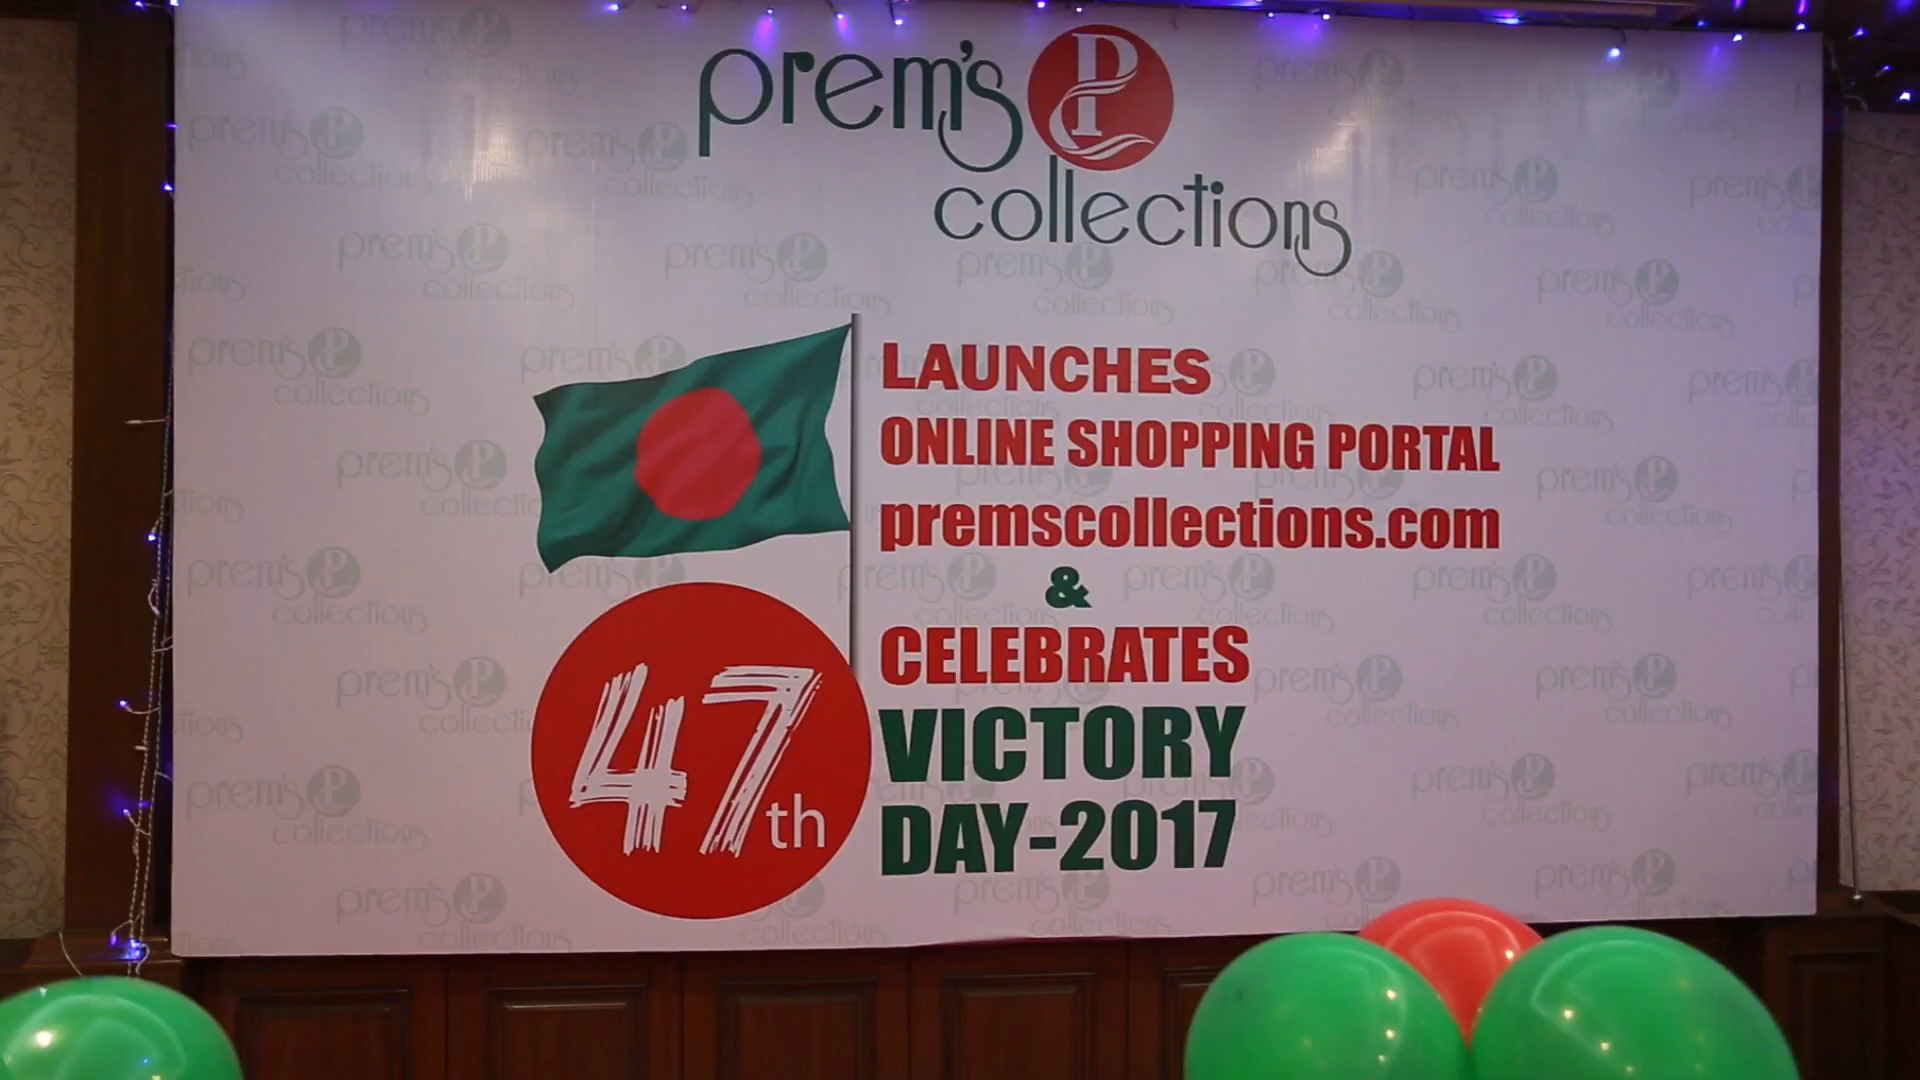 prem's
collections
LAUNCHES
ONLINE SHOPPING PORTAL
premscollections.com
&
CELEBRATES
47th
VICTORY
DAY-2017